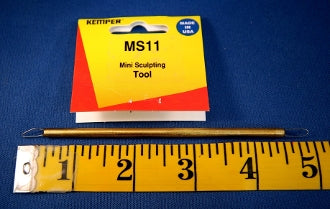 KEMPER
MADE IN
USA
MS11
Mini Sculpting
Tool
1 2 3 4 5